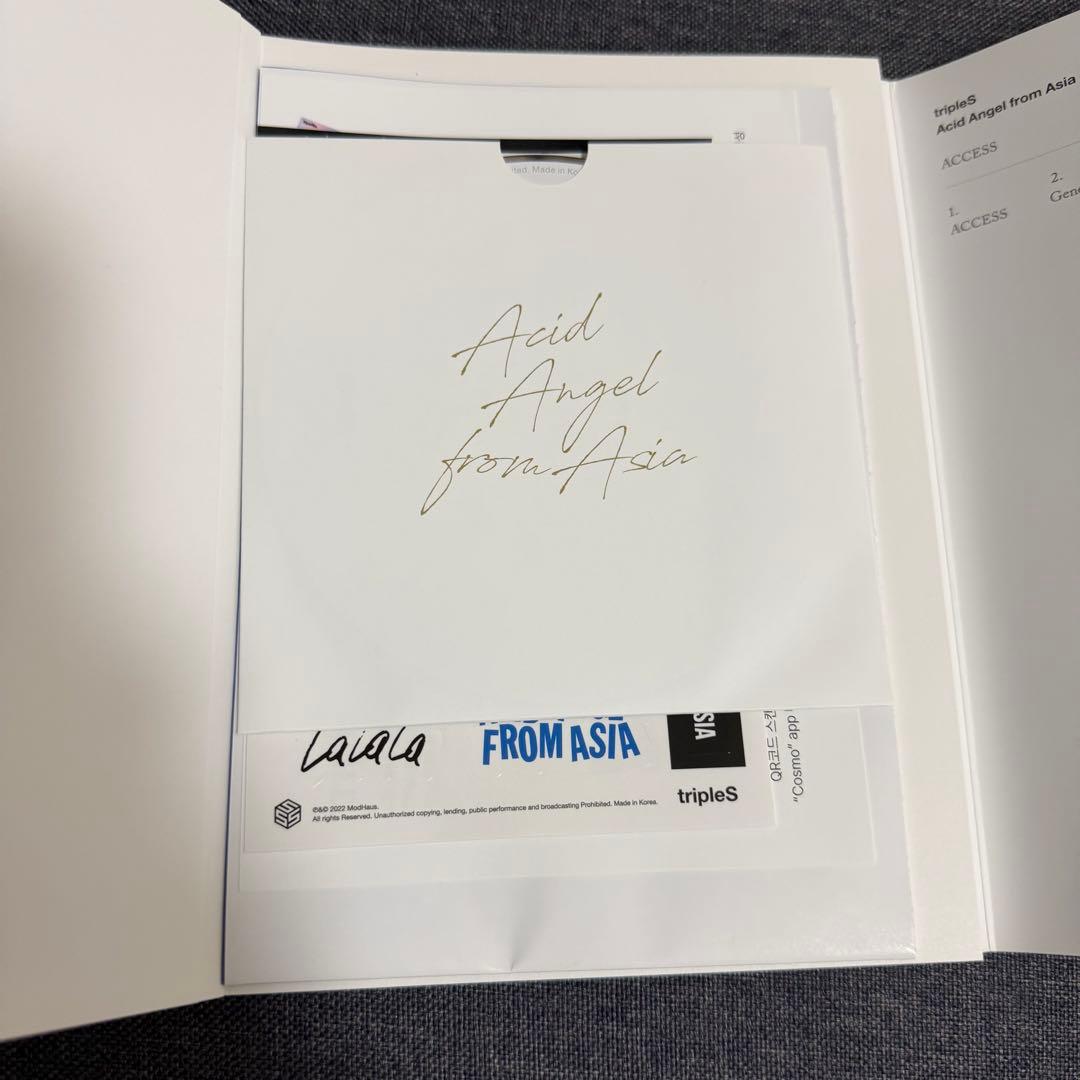 tripleS
Acid Angel from Asia
ACCESS
1.
ACCESS
2.
ited. Made in Ko
Acid
Angel
from Asia
Lalala
FROM ASIA
SIA
tripleS
℗&© 2022 ModHaus.
All rights Reserved. Unauthorized copying, lending, public performance and broadcasting Prohibited. Made in Korea.
QR코드 스캔
"Cosmo" app